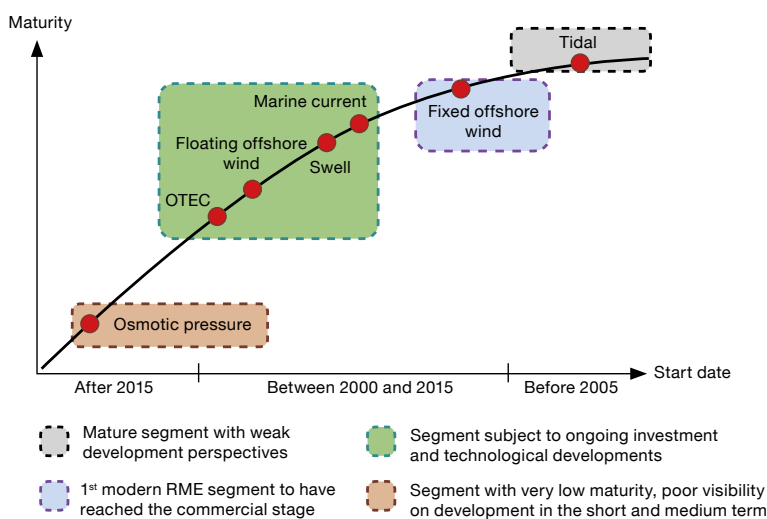 Maturity
Tidal
Marine current
Fixed offshore
wind
Floating offshore
wind
Swell
OTEC
Osmotic pressure
Start date
After 2015
Between 2000 and 2015
Before 2005
Mature segment with weak
development perspectives
Segment subject to ongoing investment
and technological developments
1st modern RME segment to have
reached the commercial stage
Segment with very low maturity, poor visibility
on development in the short and medium term